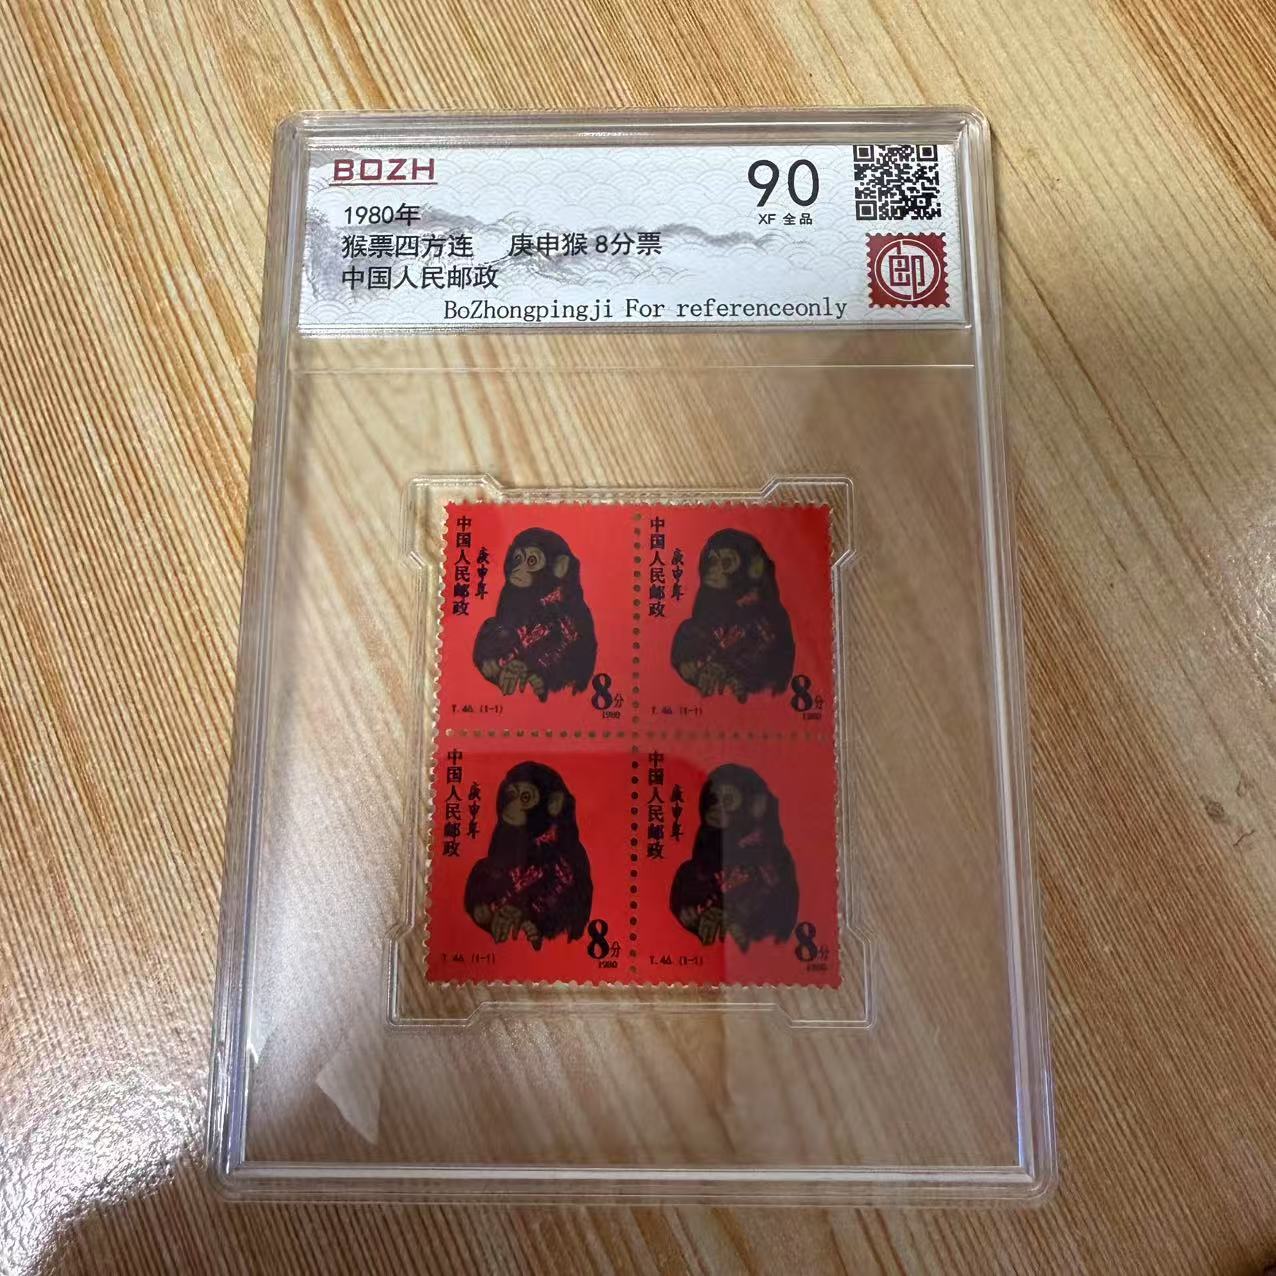 BOZH
90
XF 全品
1980年
猴票四方连 庚申猴 8分票
中国人民邮政
BoZhongpingji For referenceonly
中国人民邮政
庚申年
8分
1980
T.46.(1-1)
中国人民邮政
庚申年
8分
1980
T.46.(1-1)
中国人民邮政
庚申年
8分
1980
T.46.(1-1)
中国人民邮政
庚申年
8分
1980
T.46.(1-1)